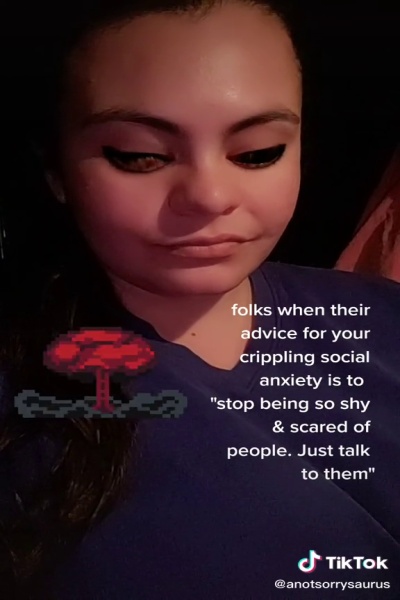 folks when their
advice for your
crippling social
anxiety is to
"stop being so shy
& scared of
people. Just talk
to them"
TikTok
@anotsorrysaurus